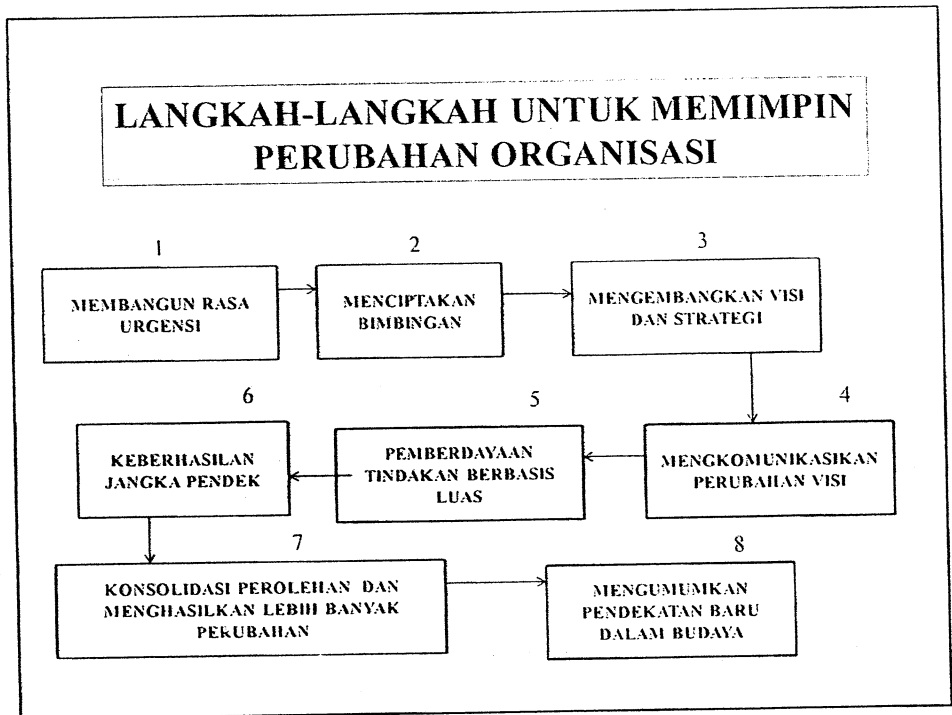 LANGKAH-LANGKAH UNTUK MEMIMPIN
PERUBAHAN ORGANISASI
1
MEMBANGUN RASA
URGENSI
2
MENCIPTAKAN
BIMBINGAN
3
MENGEMBANGKAN VISI
DAN STRATEGI
4
MENGKOMUNIKASIKAN
PERUBAHAN VISI
5
PEMBERDAYAAN
TINDAKAN BERBASIS
LUAS
6
KEBERHASILAN
JANGKA PENDEK
7
KONSOLIDASI PEROLEHAN DAN
MENGHASILKAN LEBIH BANYAK
PERUBAHAN
8
MENGUMUMKAN
PENDEKATAN BARU
DALAM BUDAYA